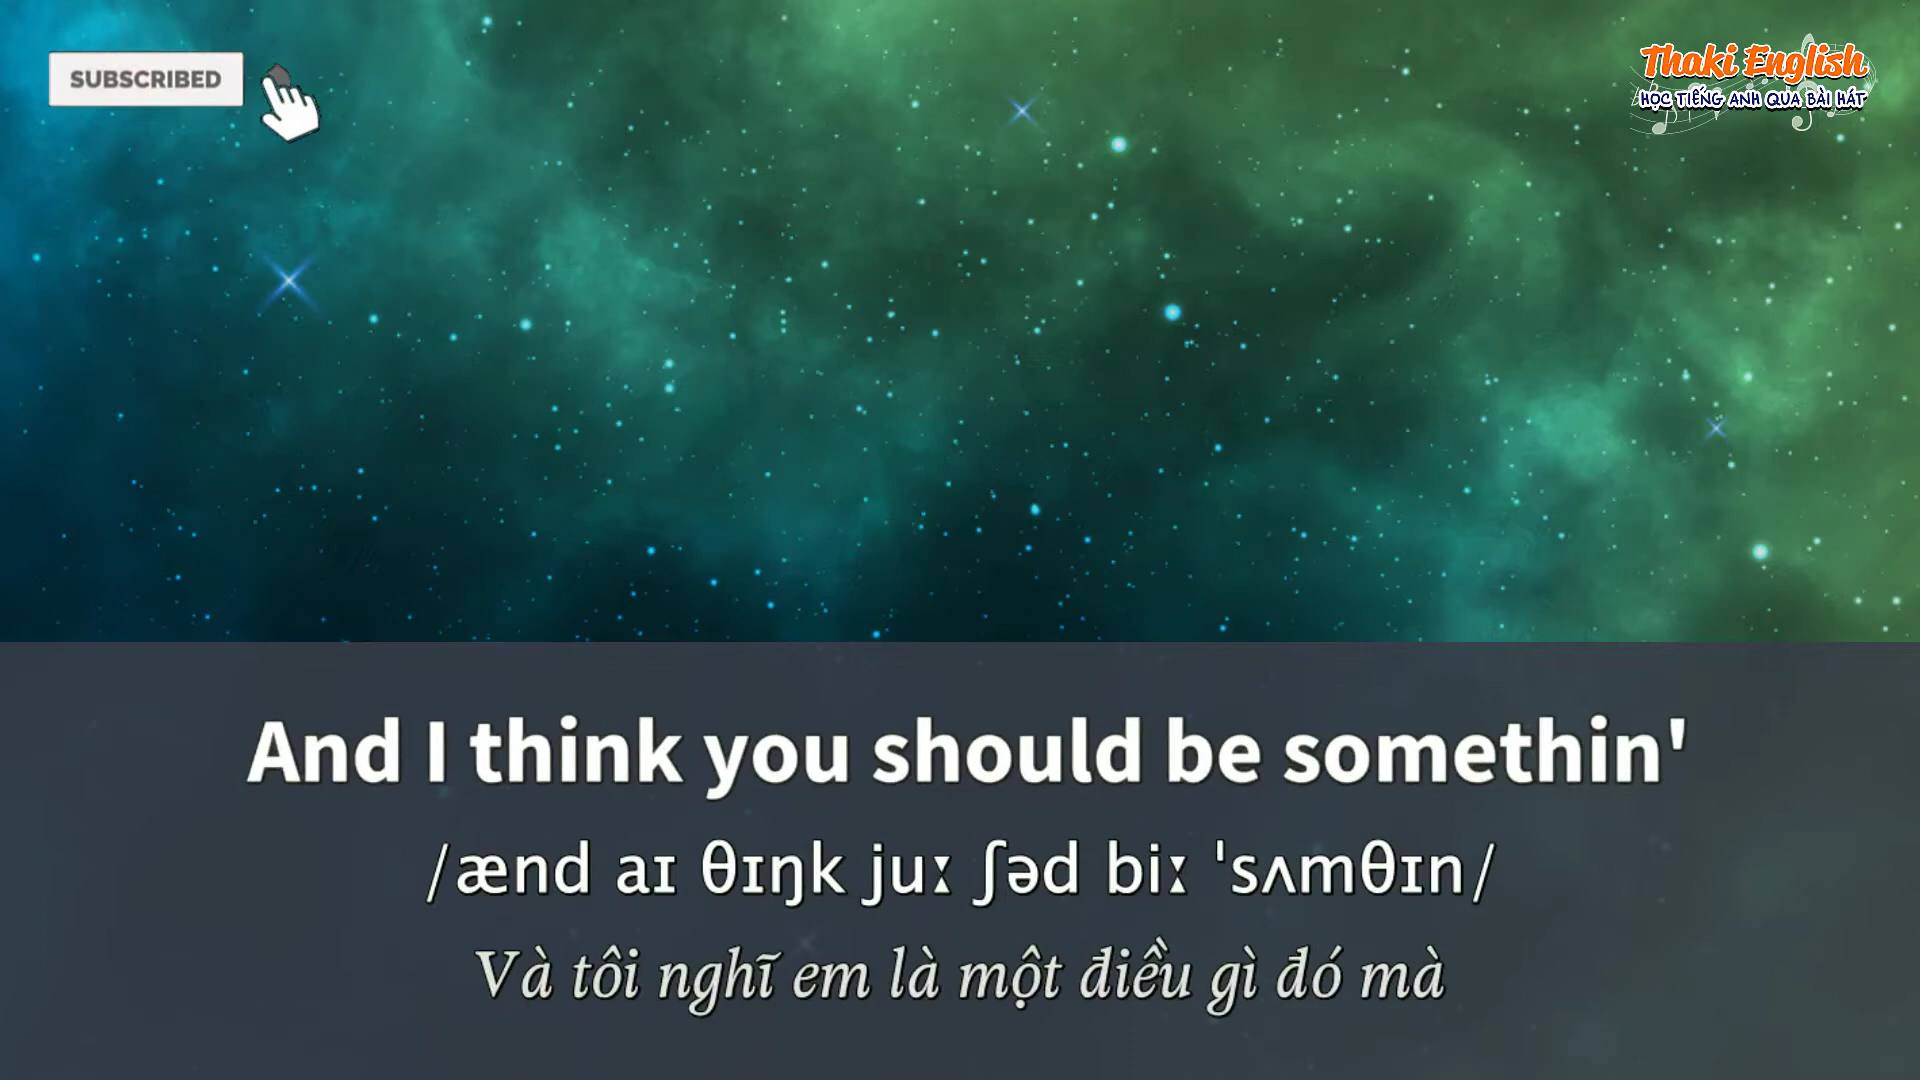 SUBSCRIBED
Thaki English
HỌC TIẾNG ANH QUA BÀI HÁT
And I think you should be somethin'
/ænd aɪ θɪŋk juː ʃəd biː ˈsʌmθɪn/
Và tôi nghĩ em là một điều gì đó mà